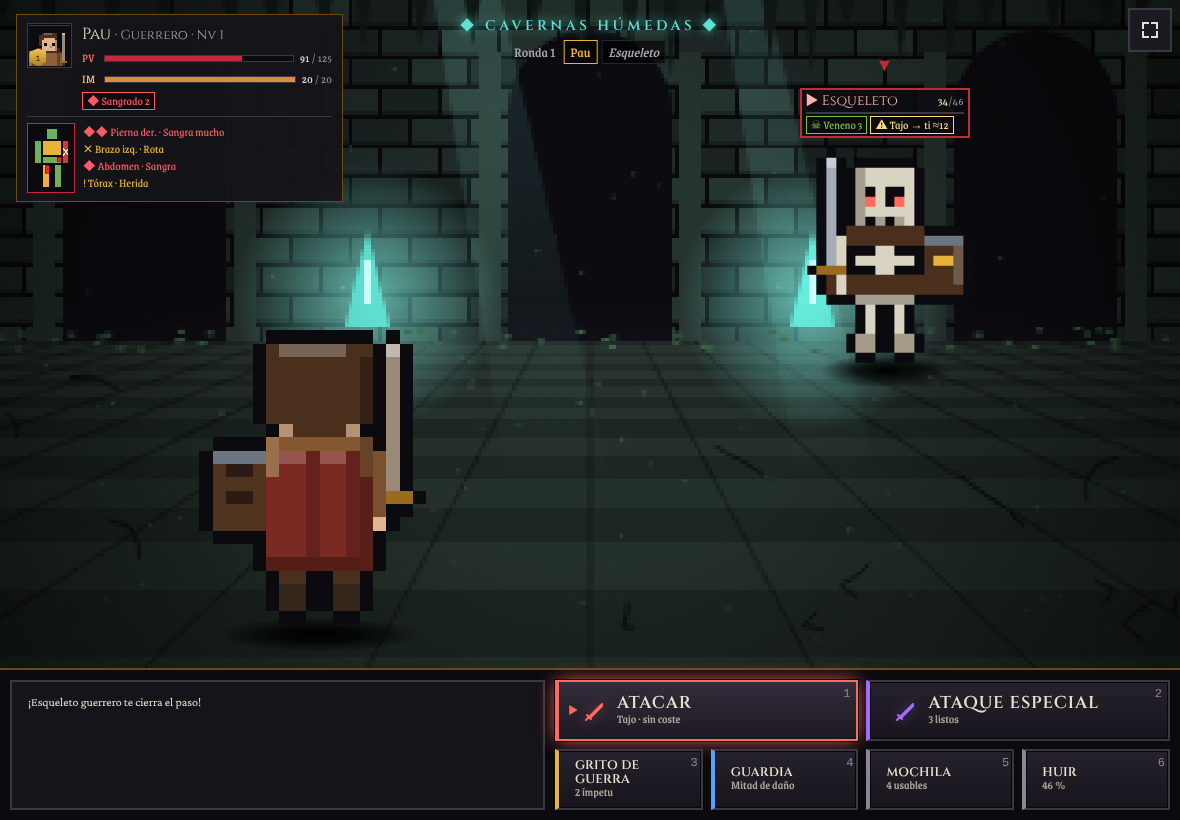 CAVERNAS HÚMEDAS
Ronda 1 Pau Esqueleto
Pau · Guerrero · Nv 1
1
PV 91 / 125
IM 20 / 20
Sangrado 2
Pierna der. · Sangra mucho
Brazo izq. · Rota
Abdomen · Sangra
! Tórax · Herida
Esqueleto 34/46
Veneno 3 Tajo → ti ≈12
¡Esqueleto guerrero te cierra el paso!
ATACAR 1
Tajo · sin coste
ATAQUE ESPECIAL 2
3 listos
GRITO DE GUERRA 3
2 ímpetu
GUARDIA 4
Mitad de daño
MOCHILA 5
4 usables
HUIR 6
46 %